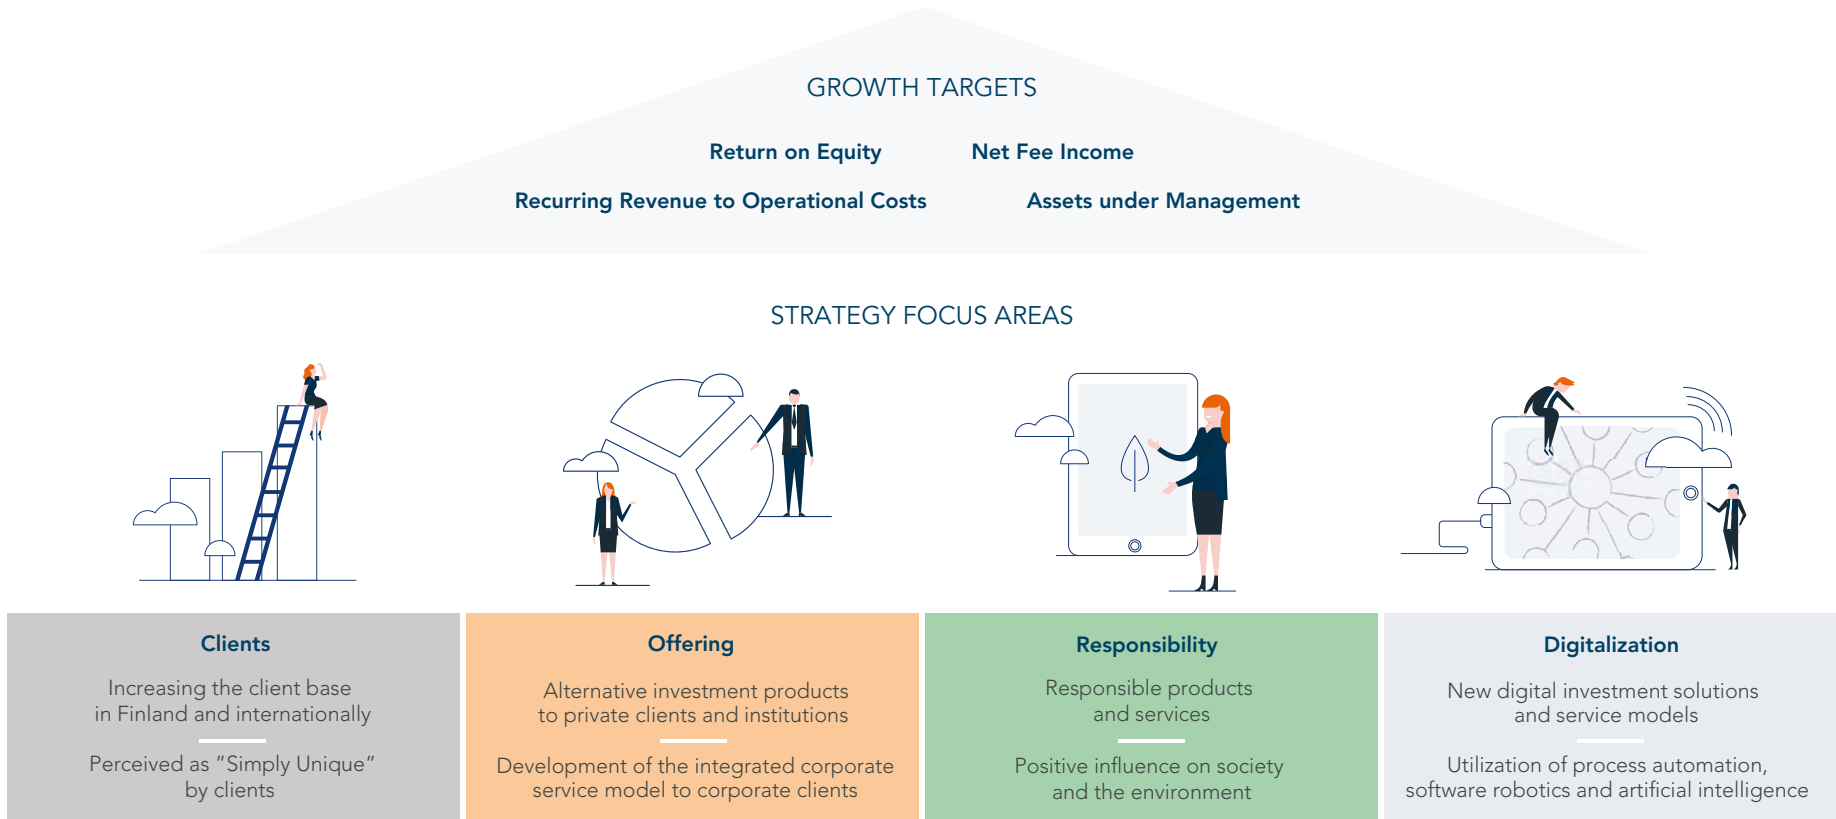 GROWTH TARGETS
Return on Equity
Net Fee Income
Recurring Revenue to Operational Costs
Assets under Management
STRATEGY FOCUS AREAS
Clients
Increasing the client base
in Finland and internationally
Perceived as ”Simply Unique”
by clients
Offering
Alternative investment products
to private clients and institutions
Development of the integrated corporate
service model to corporate clients
Responsibility
Responsible products
and services
Positive influence on society
and the environment
Digitalization
New digital investment solutions
and service models
Utilization of process automation,
software robotics and artificial intelligence